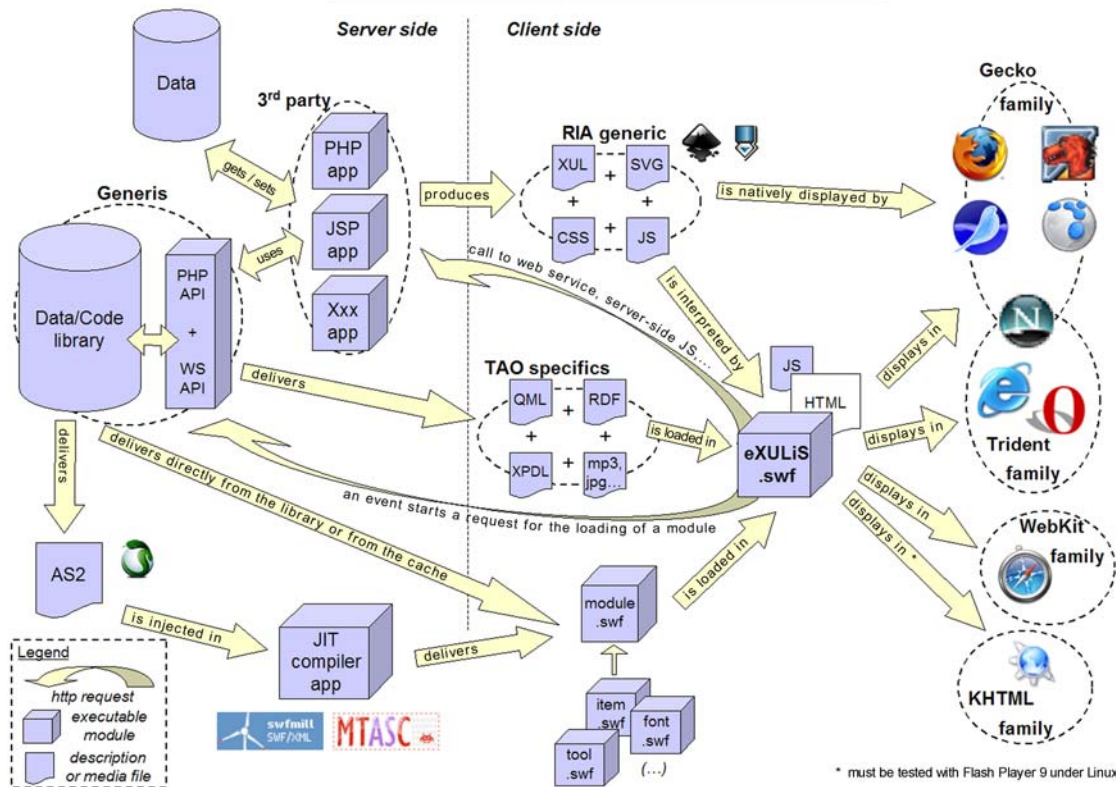 Server side
Client side
Data
3rd party
PHP
app
JSP
app
Xxx
app
gets / sets
uses
produces
Generis
Data/Code
library
PHP
API
+
WS
API
RIA generic
XUL
+
SVG
+
+
CSS
+
JS
is natively displayed by
Gecko
family
call to web service, server-side JS,...
is interpreted by
delivers
TAO specifics
QML
+
RDF
+
+
XPDL
+
mp3,
jpg...
is loaded in
JS
HTML
eXULiS
.swf
displays in
N
displays in
Trident
family
displays in
WebKit
family
displays in *
KHTML
family
an event starts a request for the loading of a module
delivers
delivers directly from the library or from the cache
AS2
is injected in
JIT
compiler
app
delivers
is loaded in
module
.swf
item
.swf
font
.swf
tool
.swf
(...)
swfmill
SWF/XML
MTASC
Legend
http request
executable
module
description
or media file
* must be tested with Flash Player 9 under Linux